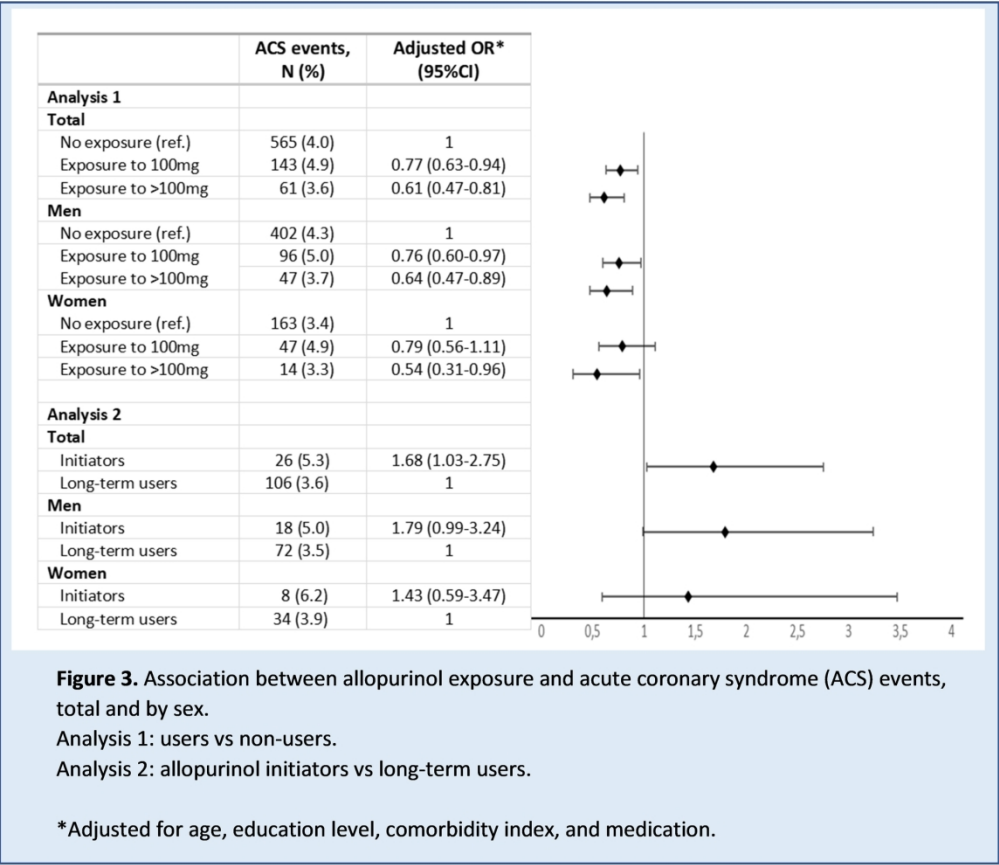 ACS events, Adjusted OR*
N (%) (95%CI)
Analysis 1
Total
No exposure (ref.) 565 (4.0) 1
Exposure to 100mg 143 (4.9) 0.77 (0.63-0.94)
Exposure to >100mg 61 (3.6) 0.61 (0.47-0.81)
Men
No exposure (ref.) 402 (4.3) 1
Exposure to 100mg 96 (5.0) 0.76 (0.60-0.97)
Exposure to >100mg 47 (3.7) 0.64 (0.47-0.89)
Women
No exposure (ref.) 163 (3.4) 1
Exposure to 100mg 47 (4.9) 0.79 (0.56-1.11)
Exposure to >100mg 14 (3.3) 0.54 (0.31-0.96)
Analysis 2
Total
Initiators 26 (5.3) 1.68 (1.03-2.75)
Long-term users 106 (3.6) 1
Men
Initiators 18 (5.0) 1.79 (0.99-3.24)
Long-term users 72 (3.5) 1
Women
Initiators 8 (6.2) 1.43 (0.59-3.47)
Long-term users 34 (3.9) 1
0 0,5 1 1,5 2 2,5 3 3,5 4
Figure 3. Association between allopurinol exposure and acute coronary syndrome (ACS) events,
total and by sex.
Analysis 1: users vs non-users.
Analysis 2: allopurinol initiators vs long-term users.
*Adjusted for age, education level, comorbidity index, and medication.